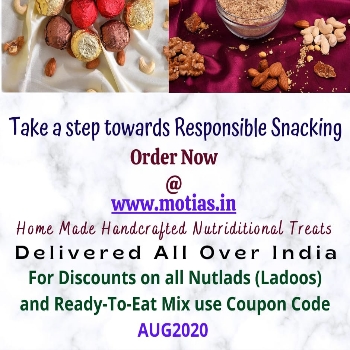 Take a step towards Responsible Snacking
Order Now
@
www.motias.in
Home Made Handcrafted Nutriditional Treats
Delivered All Over India
For Discounts on all Nutlads (Ladoos)
and Ready-To-Eat Mix use Coupon Code
AUG2020